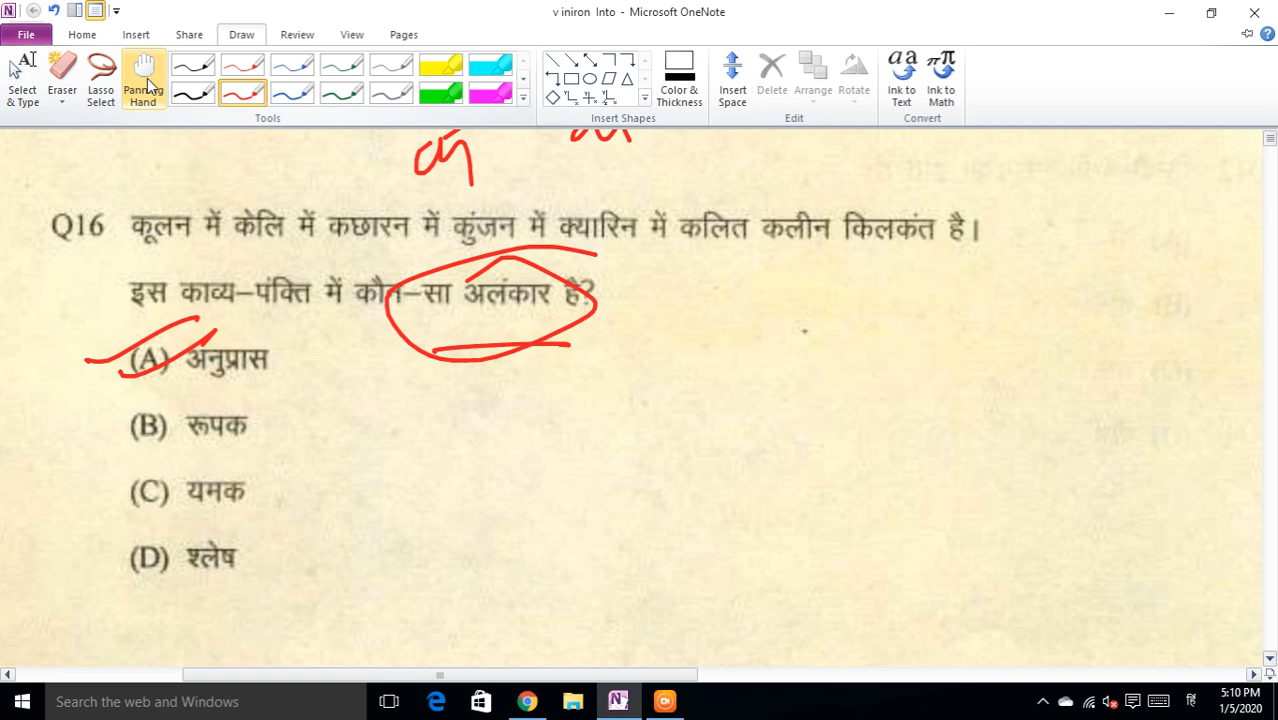 v iniron Into - Microsoft OneNote
File Home Insert Share Draw Review View Pages
Select & Type Eraser Lasso Select Panning Hand Color & Thickness Insert Space Delete Arrange Rotate Ink to Text Ink to Math
Tools Insert Shapes Edit Convert
Q16 कूलन में केलि में कछारन में कुंजन में क्यारिन में कलित कलीन किलकंत है।
इस काव्य–पंक्ति में कौन–सा अलंकार है?
(A) अनुप्रास
(B) रूपक
(C) यमक
(D) श्लेष
Search the web and Windows
हि
5:10 PM
1/5/2020